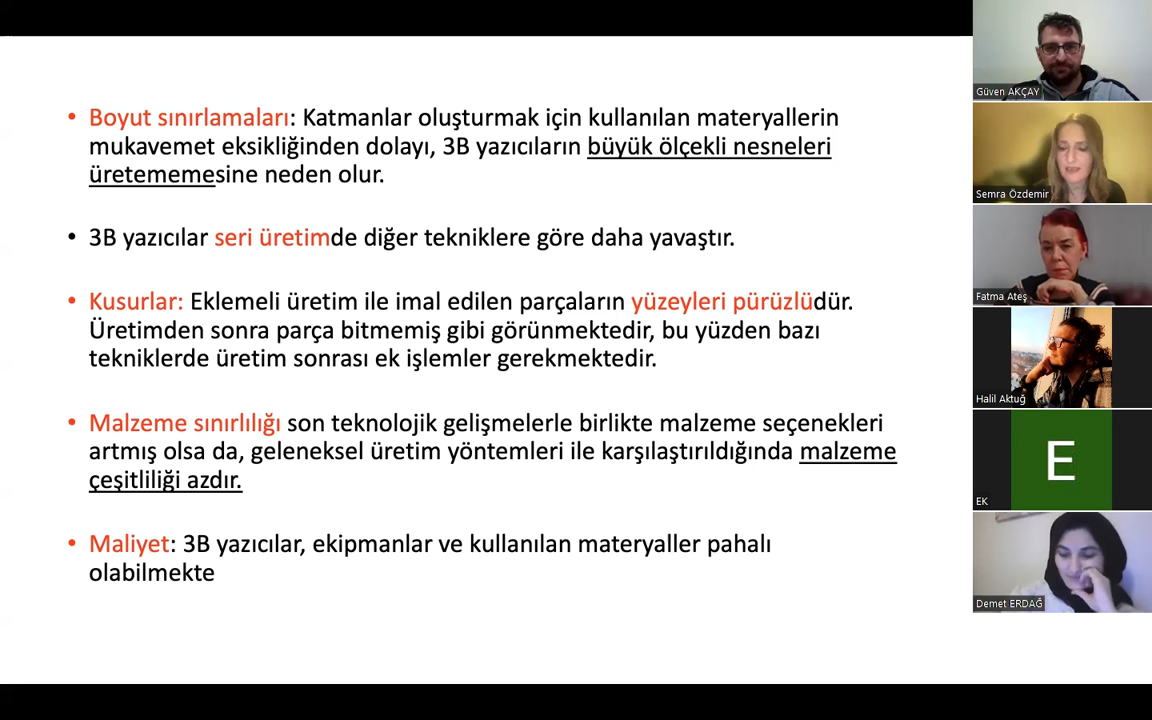 • Boyut sınırlamaları: Katmanlar oluşturmak için kullanılan materyallerin
mukavemet eksikliğinden dolayı, 3B yazıcıların büyük ölçekli nesneleri
üretememesine neden olur.
• 3B yazıcılar seri üretimde diğer tekniklere göre daha yavaştır.
• Kusurlar: Eklemeli üretim ile imal edilen parçaların yüzeyleri pürüzlüdür.
Üretimden sonra parça bitmemiş gibi görünmektedir, bu yüzden bazı
tekniklerde üretim sonrası ek işlemler gerekmektedir.
• Malzeme sınırlılığı son teknolojik gelişmelerle birlikte malzeme seçenekleri
artmış olsa da, geleneksel üretim yöntemleri ile karşılaştırıldığında malzeme
çeşitliliği azdır.
• Maliyet: 3B yazıcılar, ekipmanlar ve kullanılan materyaller pahalı
olabilmekte
Güven AKÇAY
Semra Özdemir
Fatma Ateş
Halil Aktuğ
E
EK
Demet ERDAĞ